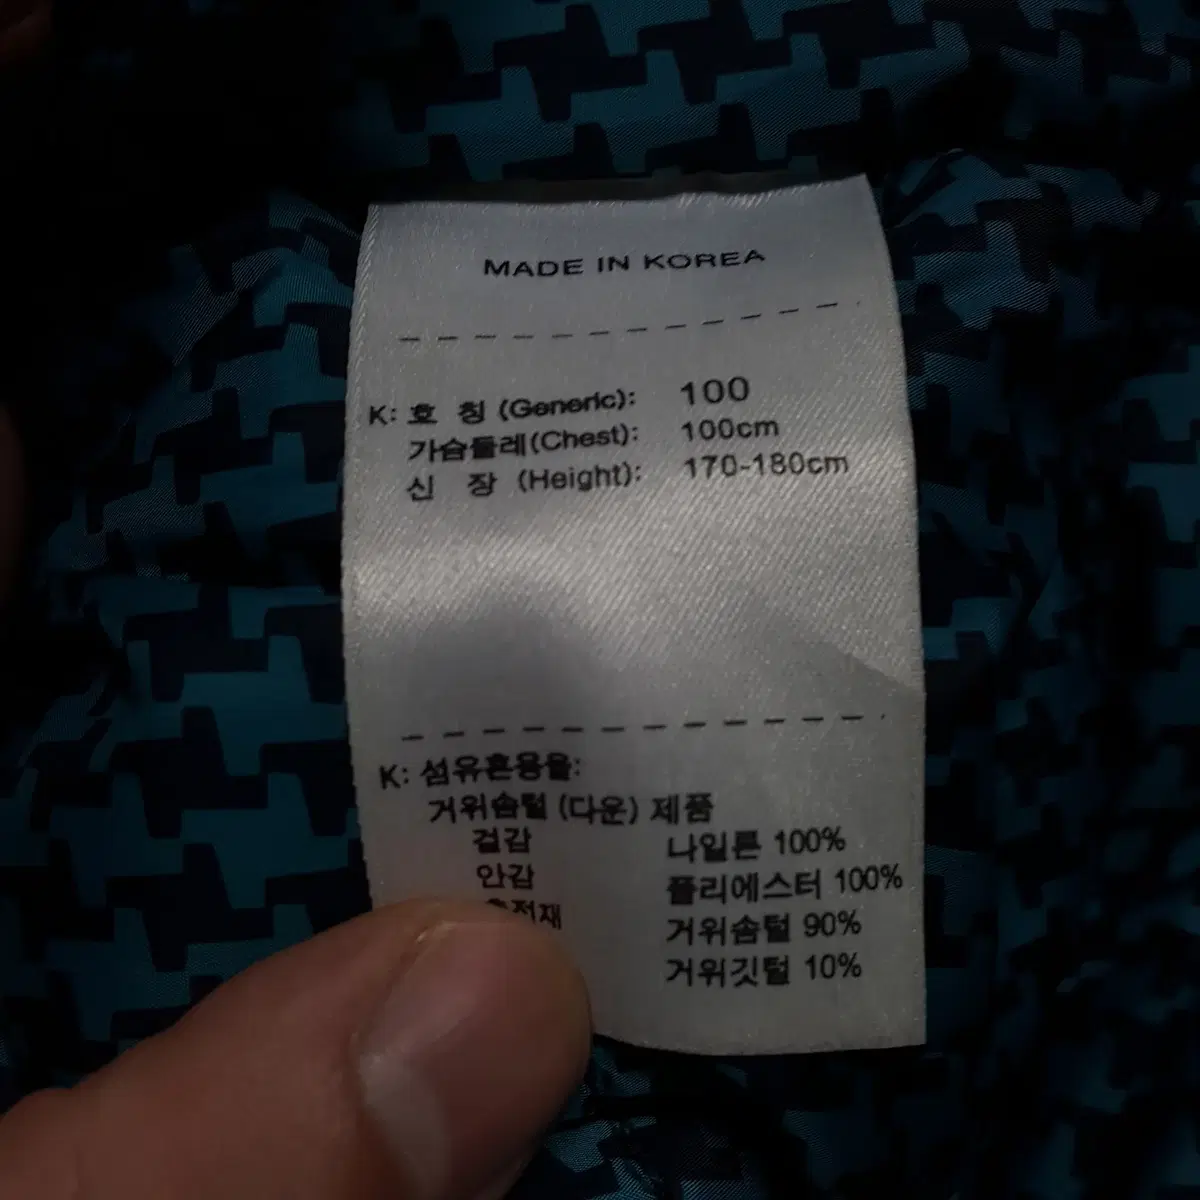 MADE IN KOREA
K: 호 칭 (Generic): 100
가슴둘레(Chest): 100cm
신 장 (Height): 170-180cm
K: 섬유혼용율:
거위솜털 (다운) 제품
겉감 나일론 100%
안감 폴리에스터 100%
거위솜털 90%
거위깃털 10%